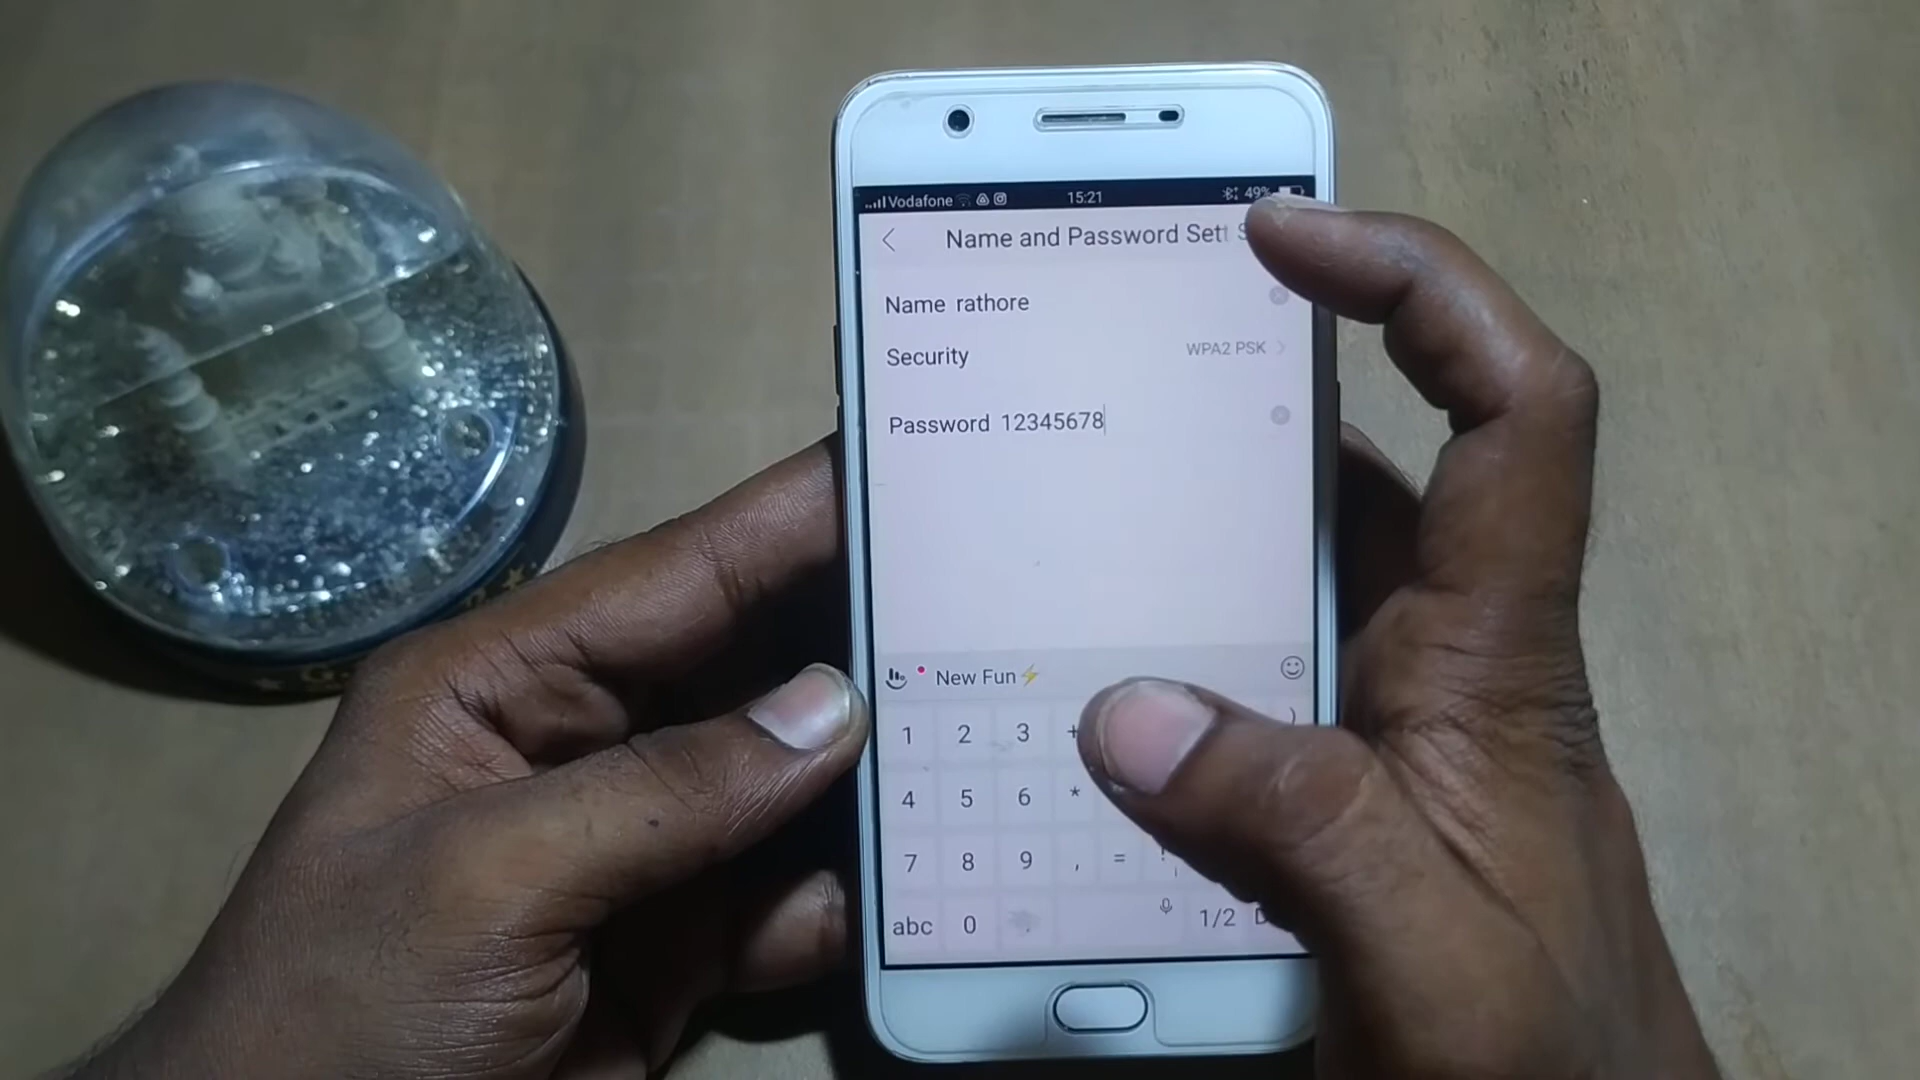 Vodafone 15:21 49%
Name and Password Sett S
Name rathore
Security WPA2 PSK
Password 12345678
New Fun⚡
1 2 3 +
4 5 6 *
7 8 9 , = !
abc 0 1/2